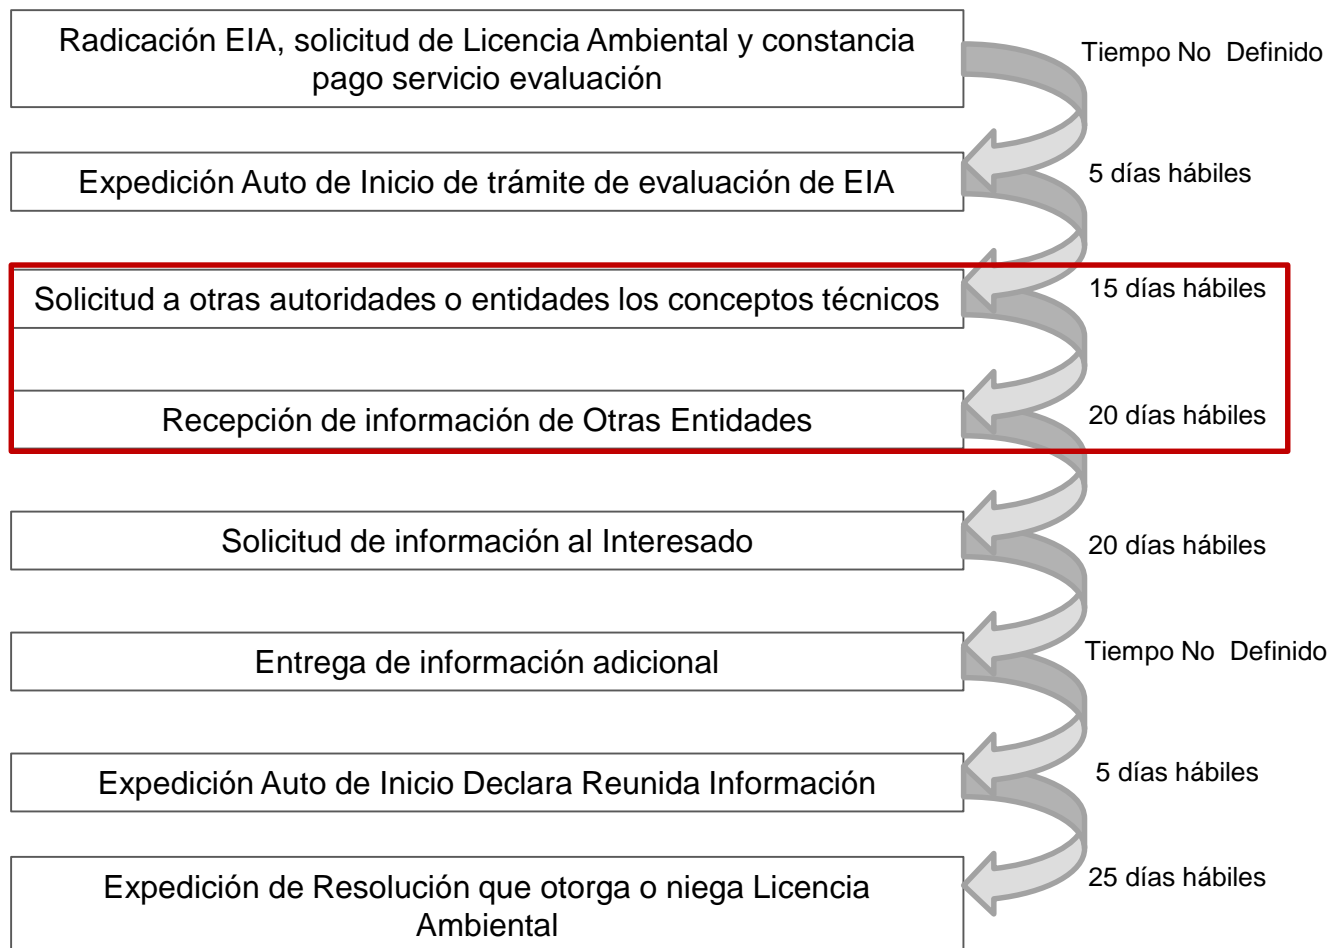 Radicación EIA, solicitud de Licencia Ambiental y constancia
pago servicio evaluación
Tiempo No Definido
Expedición Auto de Inicio de trámite de evaluación de EIA
5 días hábiles
Solicitud a otras autoridades o entidades los conceptos técnicos
15 días hábiles
Recepción de información de Otras Entidades
20 días hábiles
Solicitud de información al Interesado
20 días hábiles
Entrega de información adicional
Tiempo No Definido
Expedición Auto de Inicio Declara Reunida Información
5 días hábiles
Expedición de Resolución que otorga o niega Licencia
Ambiental
25 días hábiles